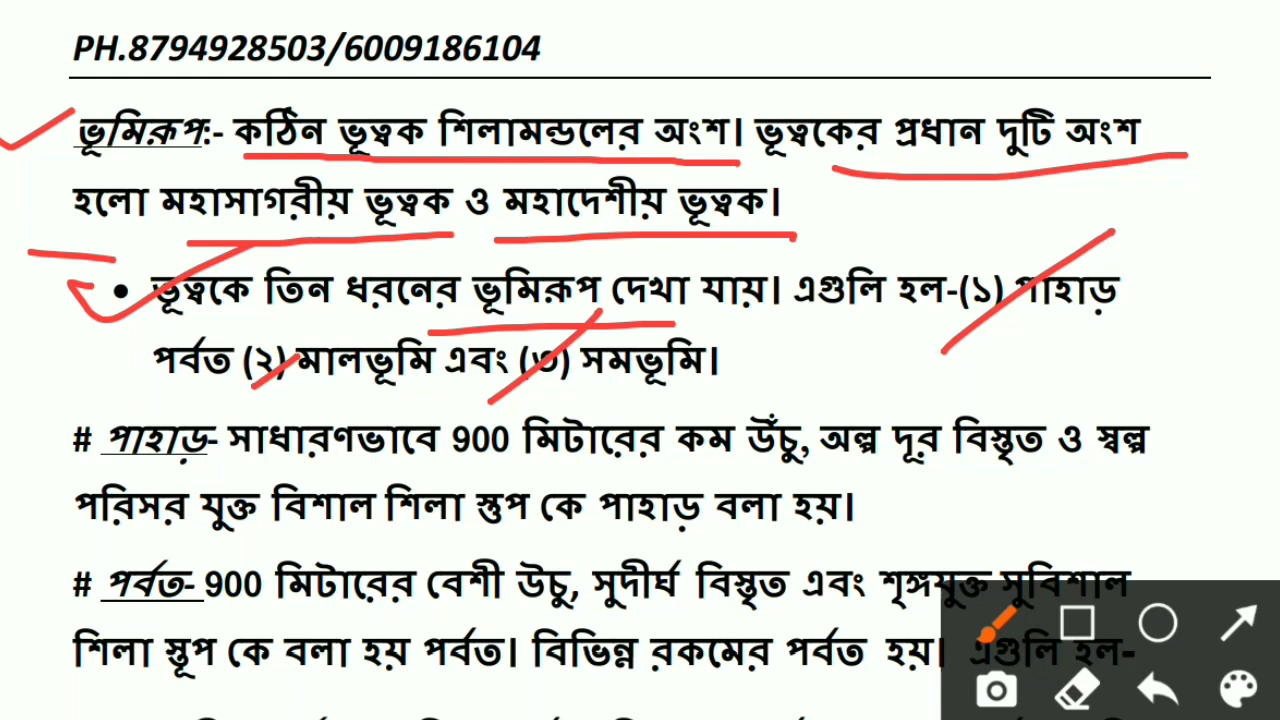 PH.8794928503/6009186104
ভূমিরূপ:- কঠিন ভূত্বক শিলামন্ডলের অংশ। ভূত্বকের প্রধান দুটি অংশ
হলো মহাসাগরীয় ভূত্বক ও মহাদেশীয় ভূত্বক।
• ভূত্বকে তিন ধরনের ভূমিরূপ দেখা যায়। এগুলি হল-(১) পাহাড়
পর্বত (২) মালভূমি এবং (৩) সমভূমি।
# পাহাড়- সাধারণভাবে 900 মিটারের কম উঁচু, অল্প দূর বিস্তৃত ও স্বল্প
পরিসর যুক্ত বিশাল শিলা স্তুপ কে পাহাড় বলা হয়।
# পর্বত- 900 মিটারের বেশী উচু, সুদীর্ঘ বিস্তৃত এবং শৃঙ্গযুক্ত সুবিশাল
শিলা স্তূপ কে বলা হয় পর্বত। বিভিন্ন রকমের পর্বত হয়। এগুলি হল-